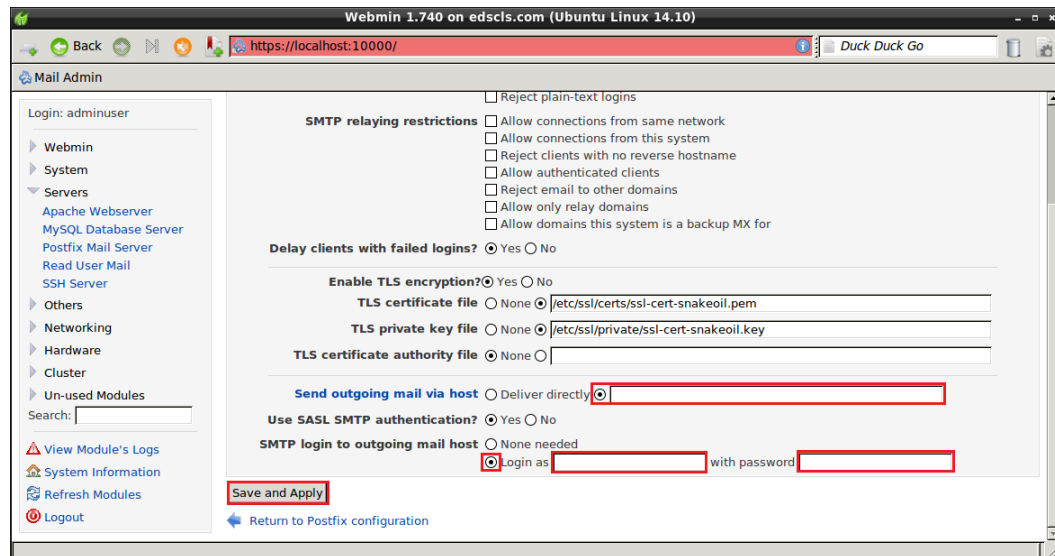 Webmin 1.740 on edscls.com (Ubuntu Linux 14.10)
Back https://localhost:10000/ Duck Duck Go
Mail Admin
Login: adminuser
Webmin
System
Servers
Apache Webserver
MySQL Database Server
Postfix Mail Server
Read User Mail
SSH Server
Others
Networking
Hardware
Cluster
Un-used Modules
Search:
View Module's Logs
System Information
Refresh Modules
Logout
Reject plain-text logins
SMTP relaying restrictions Allow connections from same network
Allow connections from this system
Reject clients with no reverse hostname
Allow authenticated clients
Reject email to other domains
Allow only relay domains
Allow domains this system is a backup MX for
Delay clients with failed logins? Yes No
Enable TLS encryption? Yes No
TLS certificate file None /etc/ssl/certs/ssl-cert-snakeoil.pem
TLS private key file None /etc/ssl/private/ssl-cert-snakeoil.key
TLS certificate authority file None
Send outgoing mail via host Deliver directly
Use SASL SMTP authentication? Yes No
SMTP login to outgoing mail host None needed
Login as with password
Save and Apply
Return to Postfix configuration